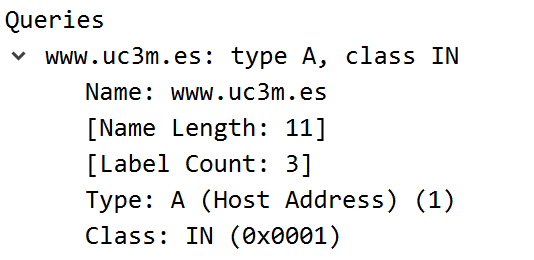 Queries
www.uc3m.es: type A, class IN
Name: www.uc3m.es
[Name Length: 11]
[Label Count: 3]
Type: A (Host Address) (1)
Class: IN (0x0001)